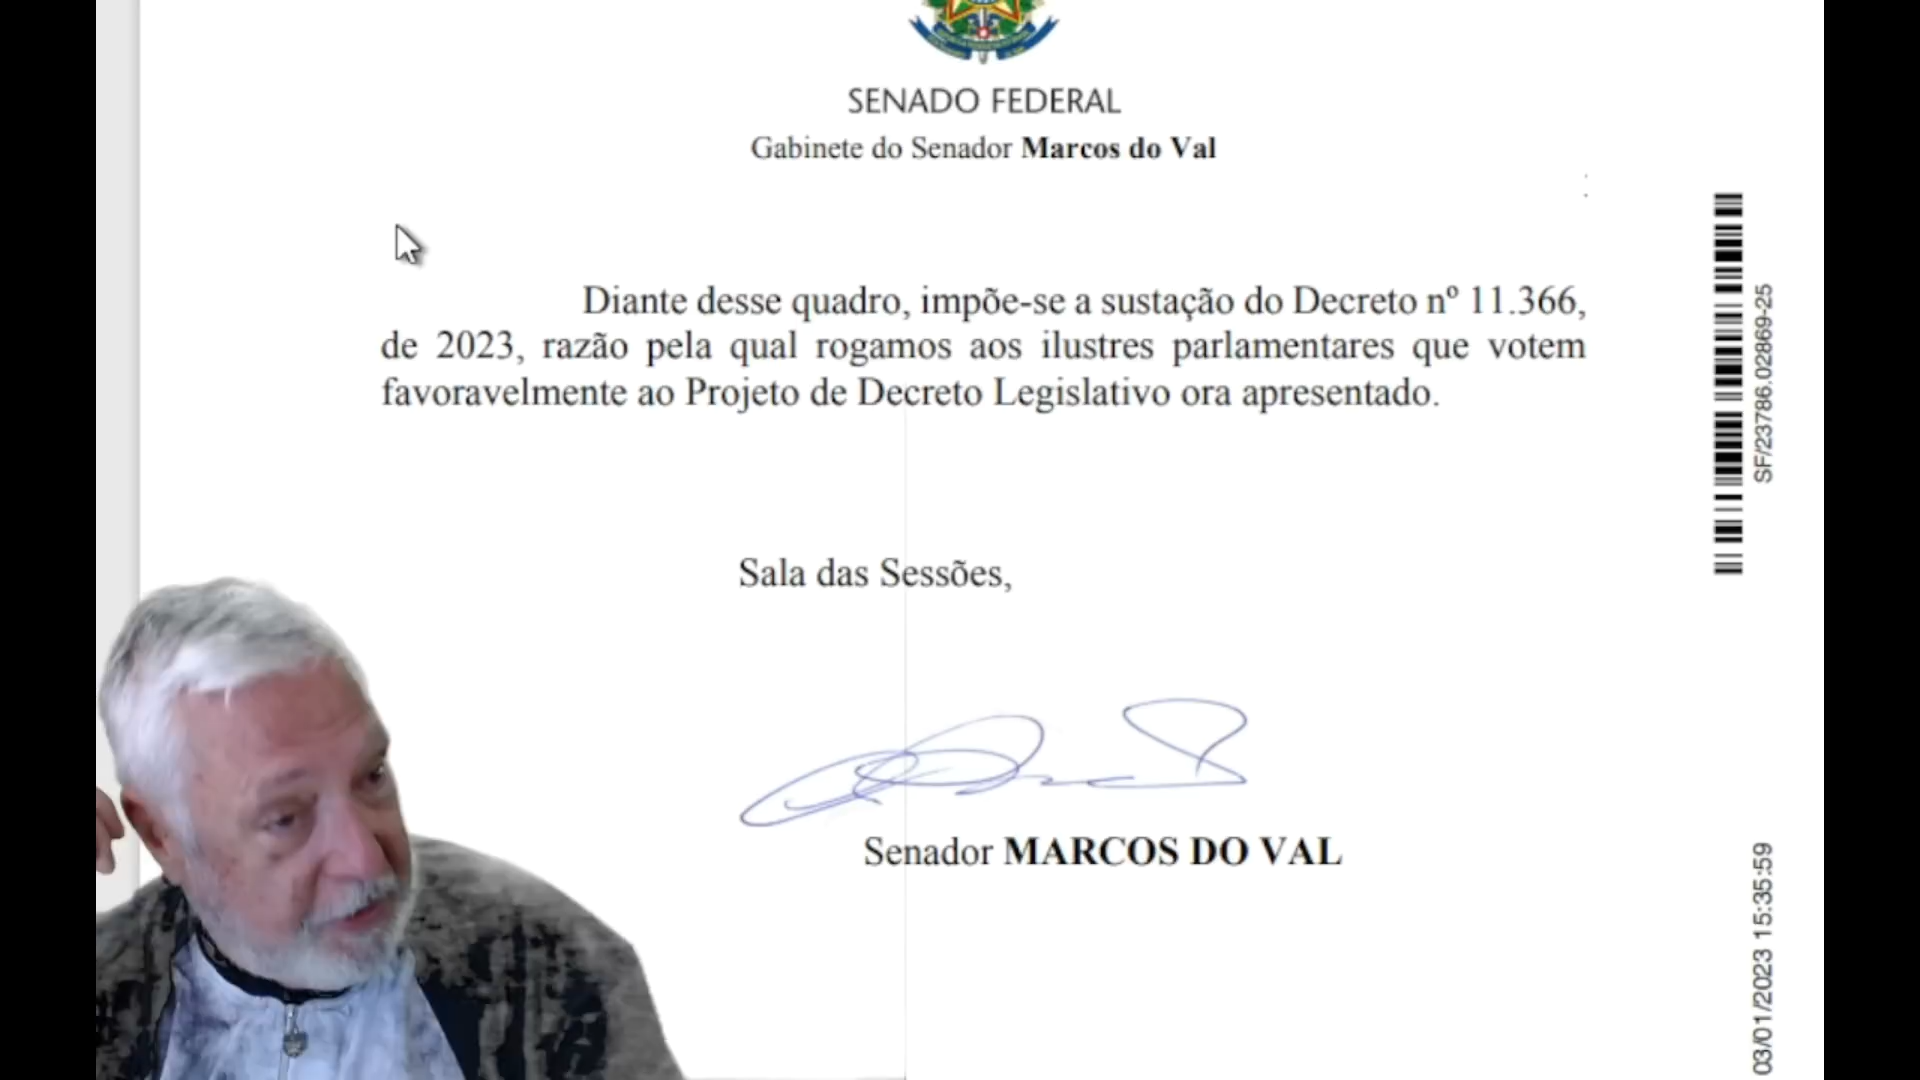 SENADO FEDERAL
Gabinete do Senador Marcos do Val
Diante desse quadro, impõe-se a sustação do Decreto nº 11.366,
de 2023, razão pela qual rogamos aos ilustres parlamentares que votem
favoravelmente ao Projeto de Decreto Legislativo ora apresentado.
Sala das Sessões,
Senador MARCOS DO VAL
SF/23786.02869-25
03/01/2023 15:35:59